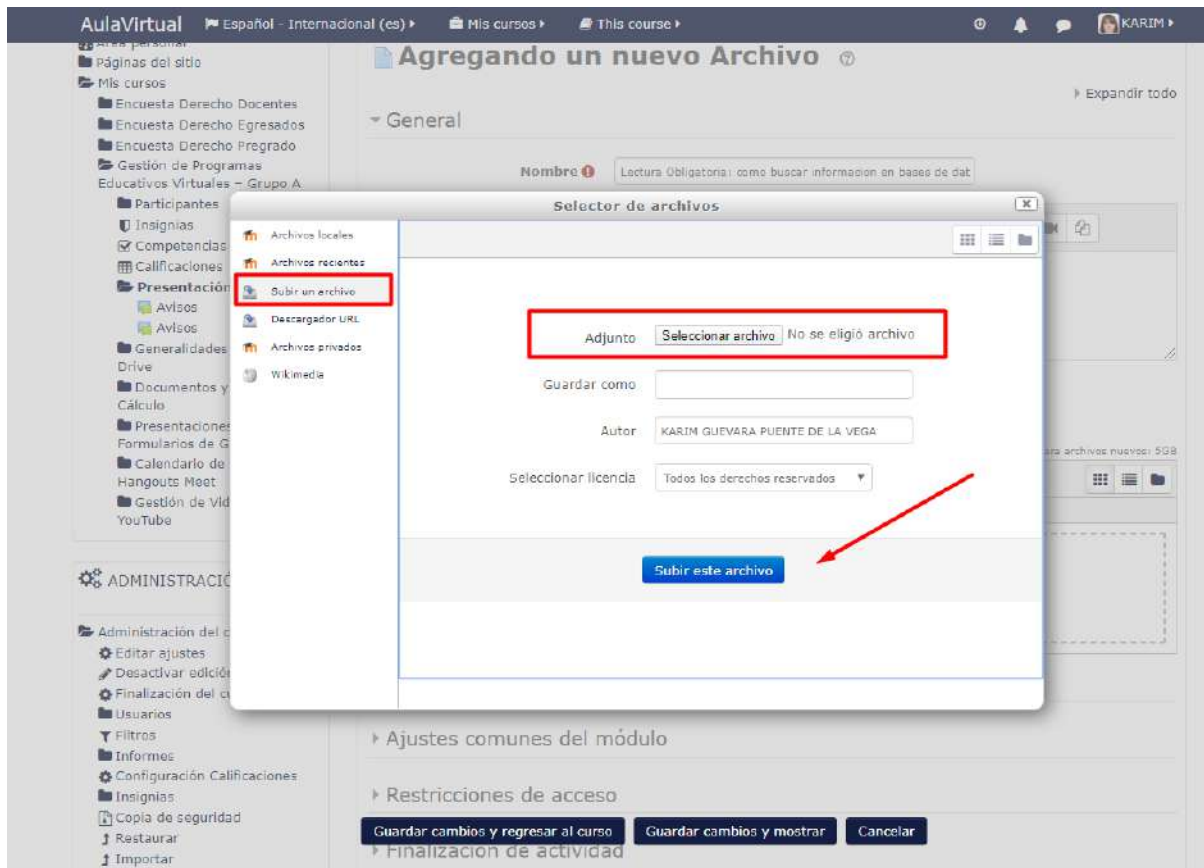 AulaVirtual Español - Internacional (es) Mis cursos This course KARIM
Área personal
Páginas del sitio
Mis cursos
Encuesta Derecho Docentes
Encuesta Derecho Egresados
Encuesta Derecho Pregrado
Gestión de Programas
Educativos Virtuales – Grupo A
Participantes
Insignias
Competencias
Calificaciones
Presentación
Avisos
Avisos
Generalidades
Drive
Documentos y
Cálculo
Presentaciones
Formularios de G
Calendario de
Hangouts Meet
Gestión de Vid
YouTube
ADMINISTRACIÓ
Administración del c
Editar ajustes
Desactivar edición
Finalización del cu
Usuarios
Filtros
Informes
Configuración Calificaciones
Insignias
Copia de seguridad
Restaurar
Importar
Agregando un nuevo Archivo
Expandir todo
General
Nombre Lectura Obligatoria: como buscar informacion en bases de dat
Selector de archivos
Archivos locales
Archivos recientes
Subir un archivo
Descargador URL
Archivos privados
Wikimedia
Adjunto Seleccionar archivo No se eligió archivo
Guardar como
Autor KARIM GUEVARA PUENTE DE LA VEGA
Seleccionar licencia Todos los derechos reservados
Subir este archivo
ara archivos nuevos: 5GB
Ajustes comunes del módulo
Restricciones de acceso
Guardar cambios y regresar al curso Guardar cambios y mostrar Cancelar
Finalización de actividad